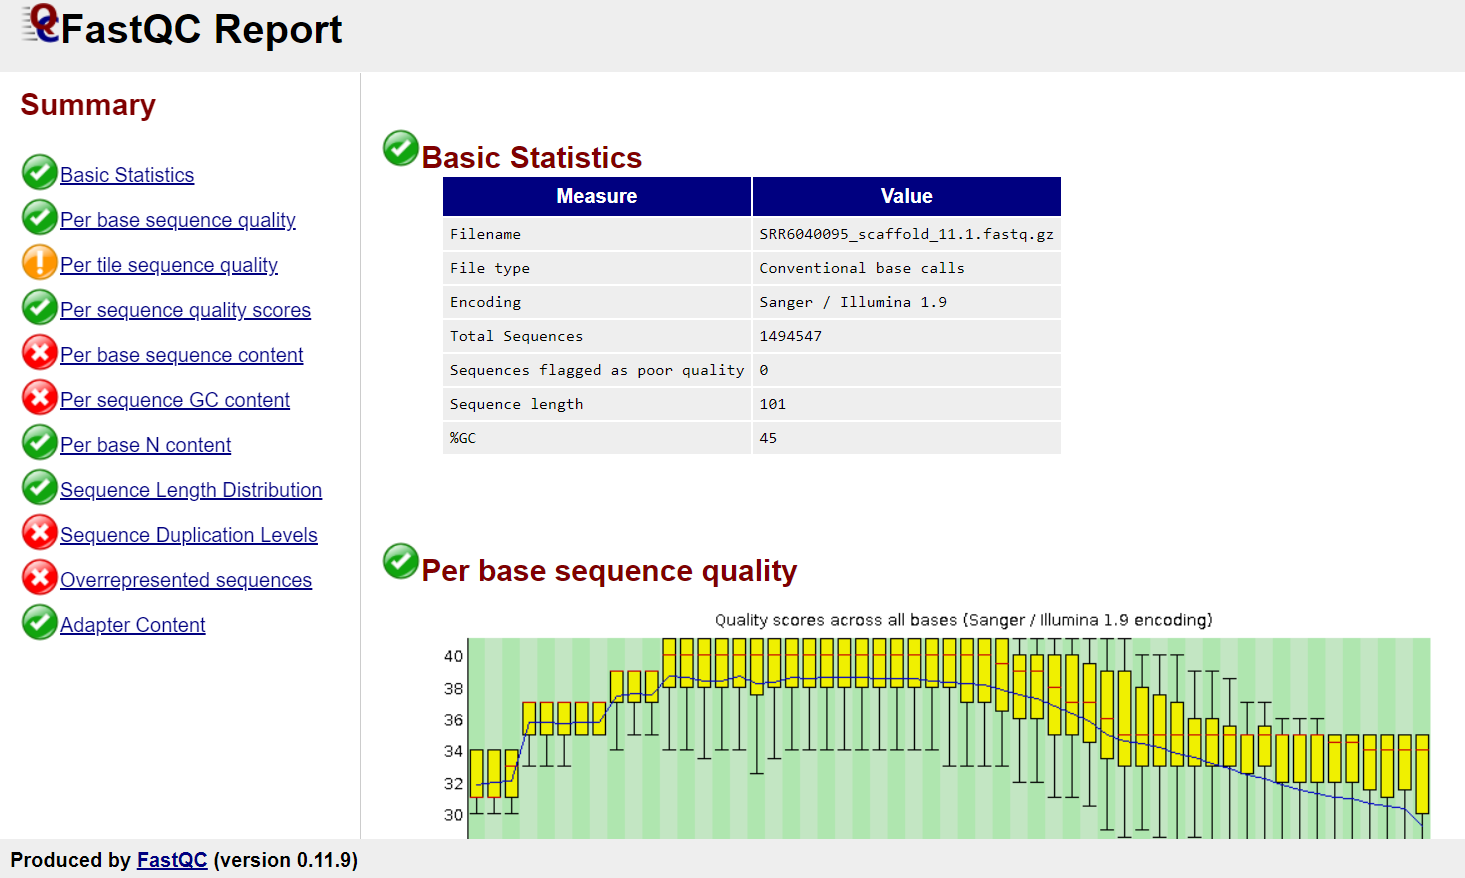 FastQC Report
Summary
Basic Statistics
Per base sequence quality
Per tile sequence quality
Per sequence quality scores
Per base sequence content
Per sequence GC content
Per base N content
Sequence Length Distribution
Sequence Duplication Levels
Overrepresented sequences
Adapter Content
Basic Statistics
Measure Value
Filename SRR6040095_scaffold_11.1.fastq.gz
File type Conventional base calls
Encoding Sanger / Illumina 1.9
Total Sequences 1494547
Sequences flagged as poor quality 0
Sequence length 101
%GC 45
Per base sequence quality
Quality scores across all bases (Sanger / Illumina 1.9 encoding)
40
38
36
34
32
30
Produced by FastQC (version 0.11.9)